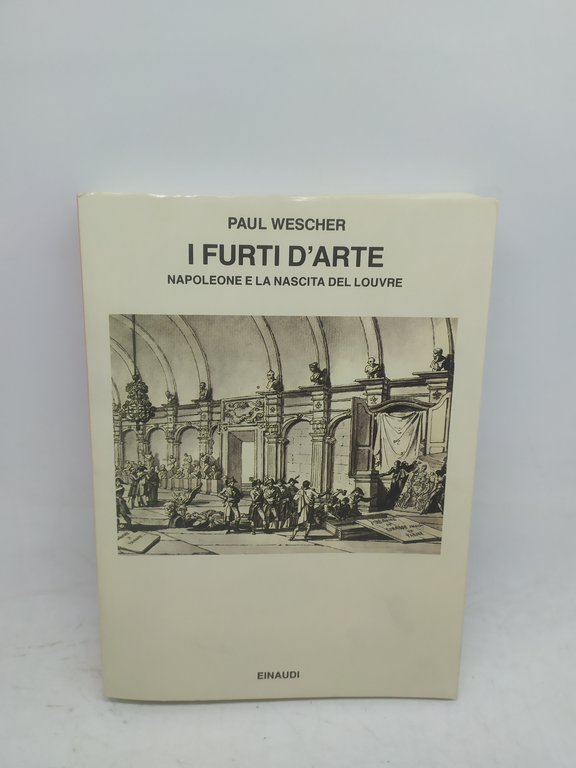 PAUL WESCHER
I FURTI D'ARTE
NAPOLEONE E LA NASCITA DEL LOUVRE
EINAUDI